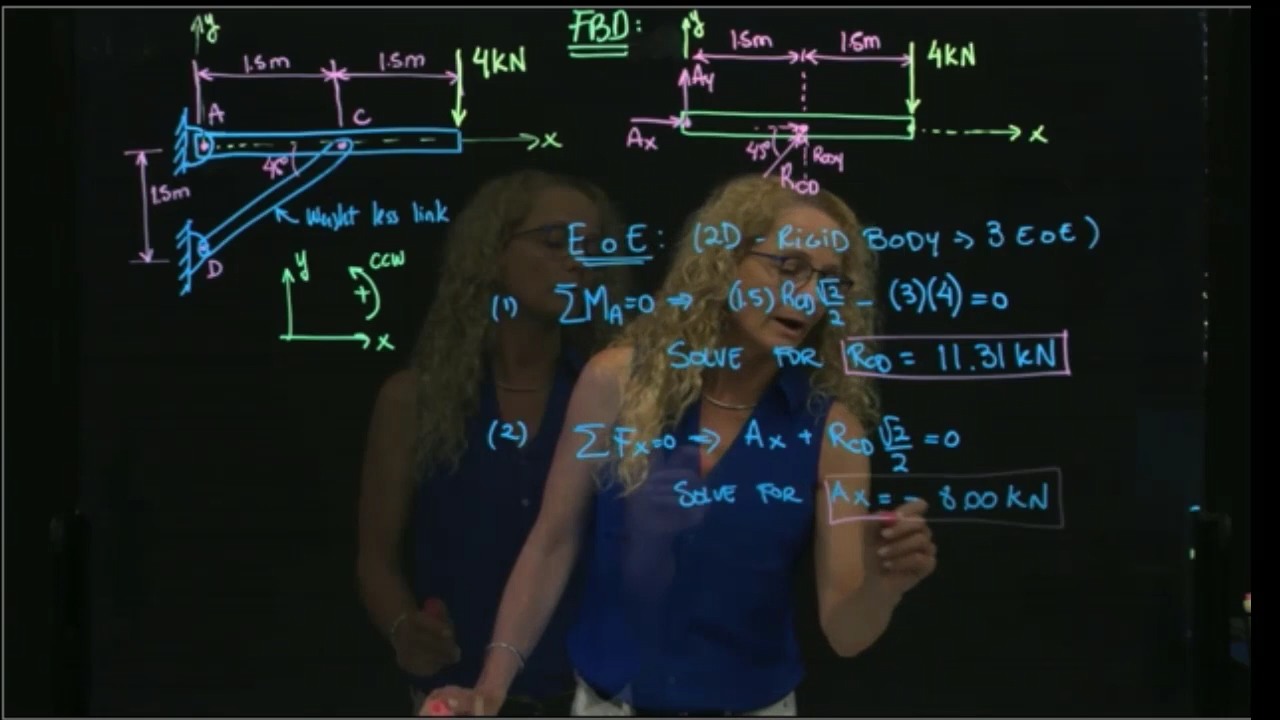 FBD:
y
y
1.5m
1.5m
4KN
1.5m
1.5m
4KN
Ay
A
C
x
Ax
x
45°
45°
RCDy
RCD
1.5m
Weight less link
D
y
CCW
+
x
EoE: (2D - RIGID BODY => 3 EoE)
(1) ∑MA=0 => (1.5) RCD √2/2 - (3)(4) = 0
SOLVE FOR RCD = 11.31 KN
(2) ∑Fx=0 => Ax + RCD √2/2 = 0
SOLVE FOR Ax = - 8.00 KN